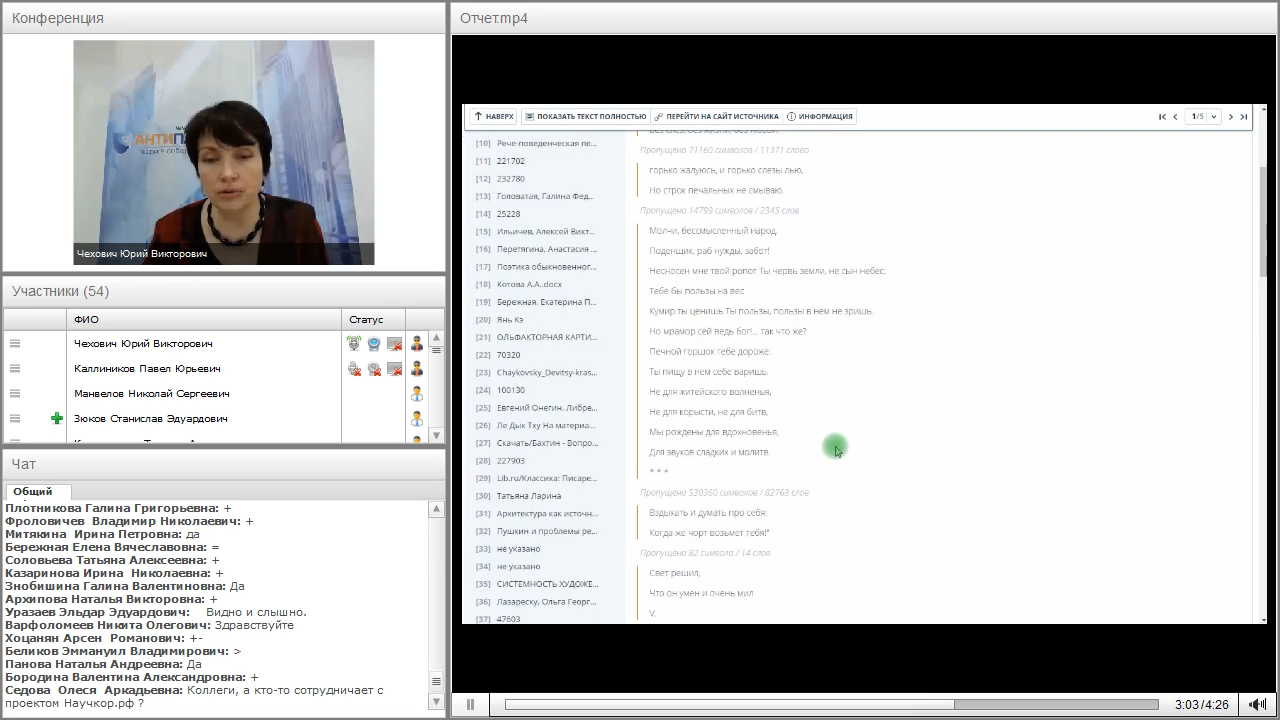 Конференция
АНТИП
Чехович Юрий Викторович
Участники (54)
ФИО
Статус
Чехович Юрий Викторович
Каллиников Павел Юрьевич
Манвелов Николай Сергеевич
Зюков Станислав Эдуардович
Чат
Общий
Плотникова Галина Григорьевна: +
Фроловичев Владимир Николаевич: +
Митякина Ирина Петровна: да
Бережная Елена Вячеславовна: =
Соловьева Татьяна Алексеевна: +
Казаринова Ирина Николаевна: +
Знобишина Галина Валентиновна: Да
Архипова Наталья Викторовна: +
Уразаев Эльдар Эдуардович: Видно и слышно.
Варфоломеев Никита Олегович: Здравствуйте
Хоцанян Арсен Романович: +-
Беликов Эммануил Владимирович: >
Панова Наталья Андреевна: Да
Бородина Валентина Александровна: +
Седова Олеся Аркадьевна: Коллеги, а кто-то сотрудничает с
проектом Научкор.рф ?
Отчет.mp4
НАВЕРХ ПОКАЗАТЬ ТЕКСТ ПОЛНОСТЬЮ ПЕРЕЙТИ НА САЙТ ИСТОЧНИКА ИНФОРМАЦИЯ 1/5
[10] Рече-поведенческая пе...
[11] 221702
[12] 232780
[13] Головатая, Галина Фед...
[14] 25228
[15] Ильичев, Алексей Викт...
[16] Перетягина, Анастасия ...
[17] Поэтика обыкновенног...
[18] Котова А.А..docx
[19] Бережная, Екатерина П...
[20] Янь Кэ
[21] ОЛЬФАКТОРНАЯ КАРТИ...
[22] 70320
[23] Chaykovsky_Devitsy-kras...
[24] 100130
[25] Евгений Онегин. Либре...
[26] Ле Дык Тху На материа...
[27] Скачать/Бахтин - Вопро...
[28] 227903
[29] Lib.ru/Классика: Писаре...
[30] Татьяна Ларина
[31] Архитектура как источн...
[32] Пушкин и проблемы ре...
[33] не указано
[34] не указано
[35] СИСТЕМНОСТЬ ХУДОЖЕ...
[36] Лазареску, Ольга Георг...
[37] 47603
Без слез, без жизни, без любви.
Пропущено 71160 символов / 11371 слово
горько жалуюсь, и горько слезы лью,
Но строк печальных не смываю.
Пропущено 14799 символов / 2345 слов
Молчи, бессмысленный народ,
Поденщик, раб нужды, забот!
Несносен мне твой ропот Ты червь земли, не сын небес;
Тебе бы пользы на вес
Кумир ты ценишь Ты пользы, пользы в нем не зришь.
Но мрамор сей ведь бог!... так что же?
Печной горшок тебе дороже:
Ты пищу в нем себе варишь.
Не для житейского волненья,
Не для корысти, не для битв,
Мы рождены для вдохновенья,
Для звуков сладких и молитв.
* * *
Пропущено 530360 символов / 82763 слов
Вздыхать и думать про себя:
Когда же чорт возьмет тебя!"
Пропущено 82 символа / 14 слов
Свет решил,
Что он умен и очень мил.
V.
3:03 / 4:26